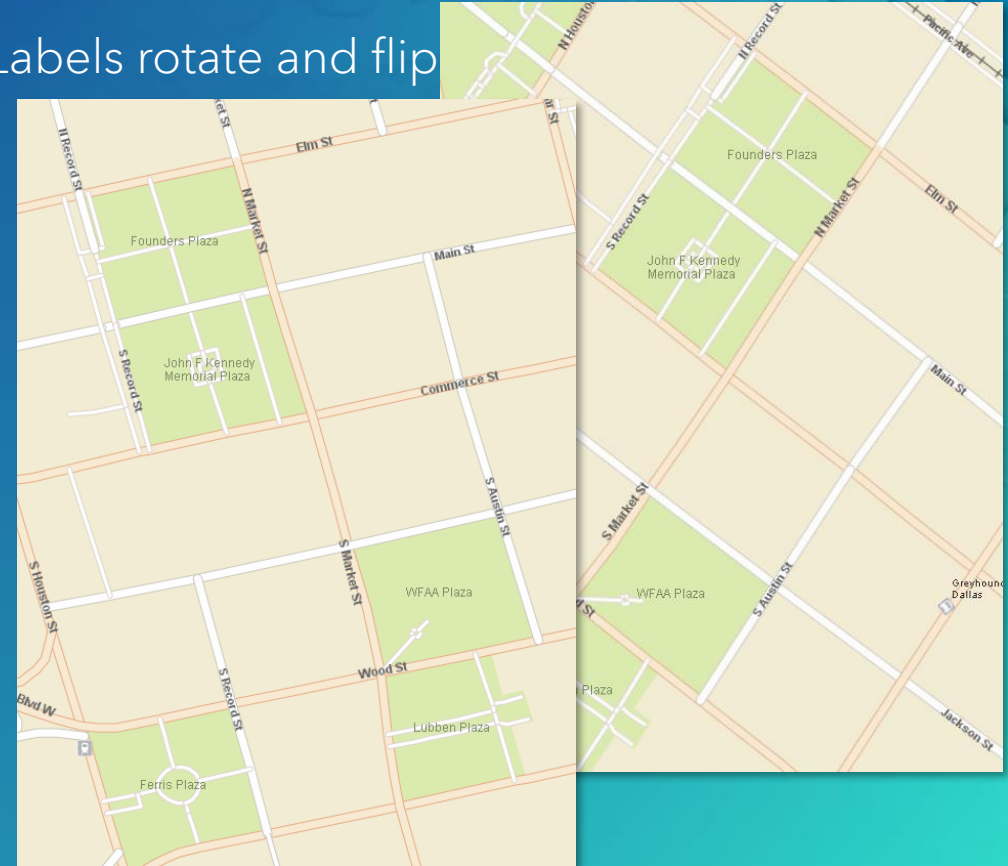 Labels rotate and flip
N Record St
Elm St
N Market St
Founders Plaza
Main St
S Record St
John F Kennedy
Memorial Plaza
Commerce St
S Austin St
S Market St
S Houston St
WFAA Plaza
Wood St
S Record St
Blvd W
Lubben Plaza
Ferris Plaza
N Houston
N Record St
Pacific Ave
Founders Plaza
Elm St
N Market St
S Record St
John F Kennedy
Memorial Plaza
Main St
S Market St
S Austin St
WFAA Plaza
Greyhound
Dallas
Plaza
Jackson St